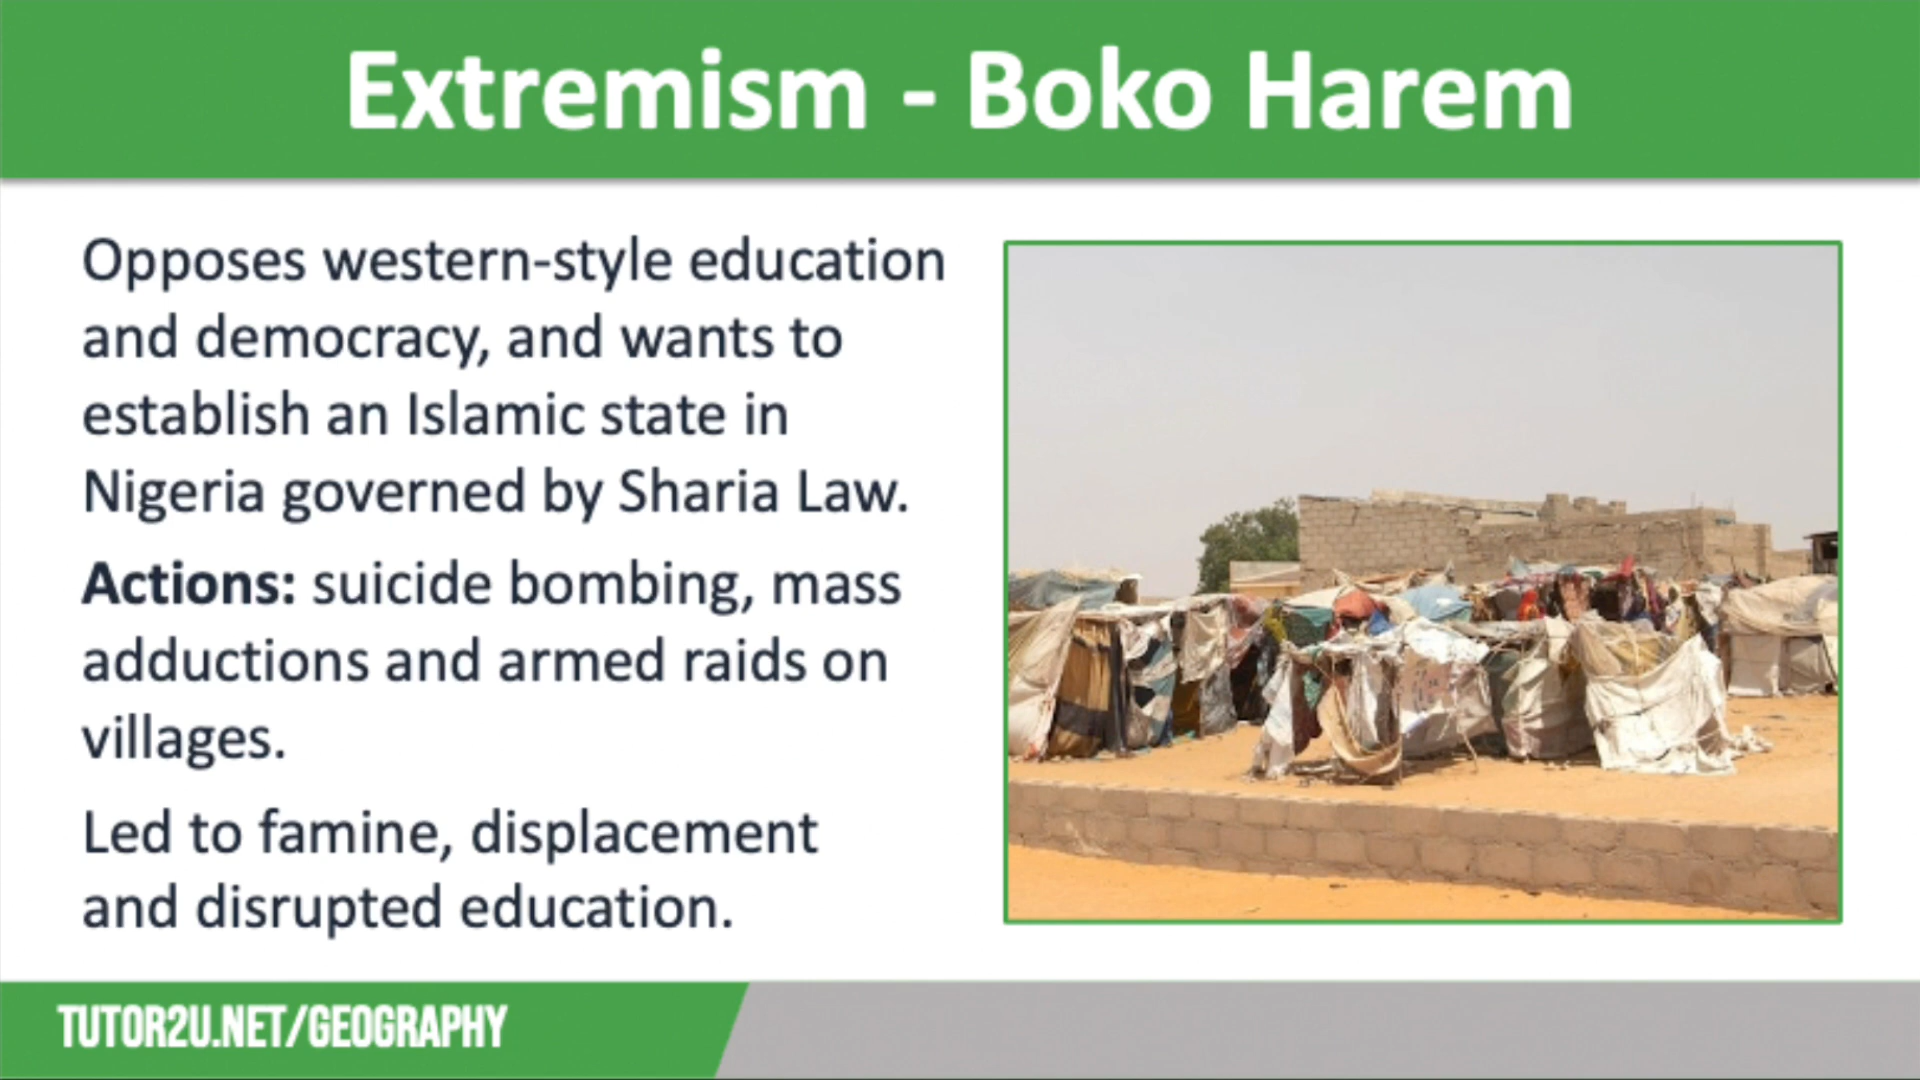 Extremism - Boko Harem
Opposes western-style education
and democracy, and wants to
establish an Islamic state in
Nigeria governed by Sharia Law.
Actions: suicide bombing, mass
adductions and armed raids on
villages.
Led to famine, displacement
and disrupted education.
TUTOR2U.NET/GEOGRAPHY